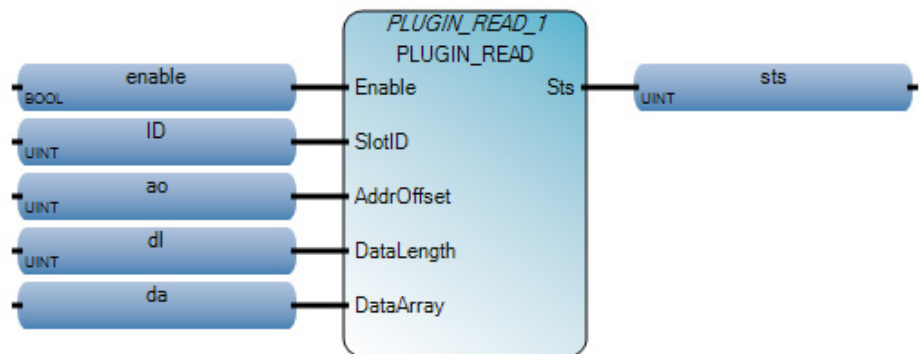 PLUGIN_READ_1
PLUGIN_READ
enable
BOOL
Enable
Sts
sts
UINT
ID
UINT
SlotID
ao
UINT
AddrOffset
dl
UINT
DataLength
da
DataArray